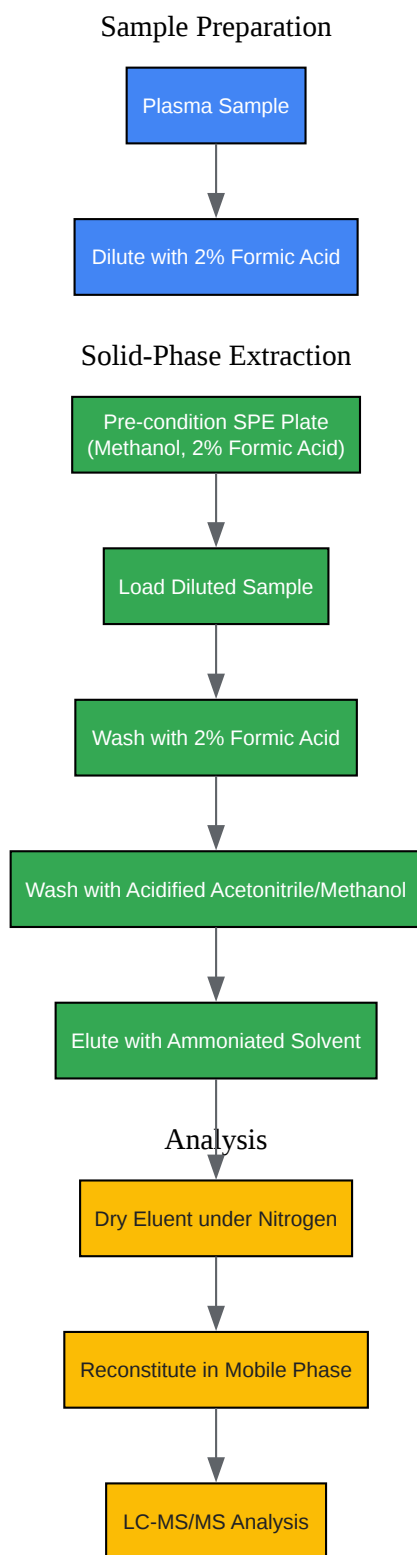 Sample Preparation
Plasma Sample
Dilute with 2% Formic Acid
Solid-Phase Extraction
Pre-condition SPE Plate
(Methanol, 2% Formic Acid)
Load Diluted Sample
Wash with 2% Formic Acid
Wash with Acidified Acetonitrile/Methanol
Elute with Ammoniated Solvent
Analysis
Dry Eluent under Nitrogen
Reconstitute in Mobile Phase
LC-MS/MS Analysis